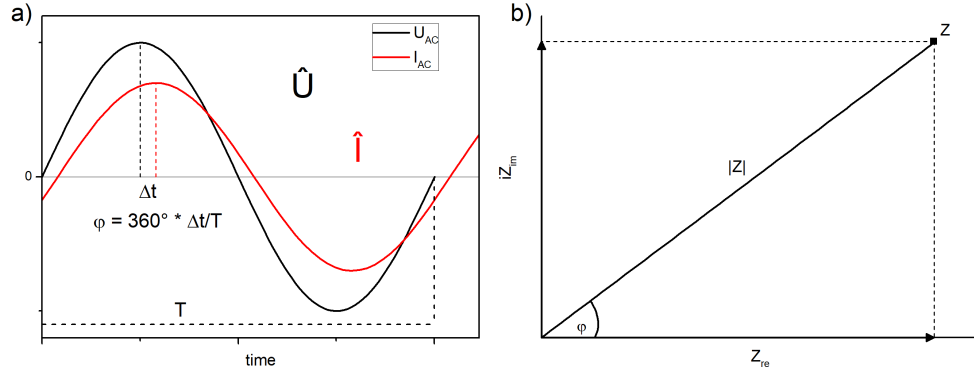 a)
U_AC
I_AC
Û
Î
0
Δt
φ = 360° * Δt/T
T
time
b)
Z
iZ_im
|Z|
φ
Z_re